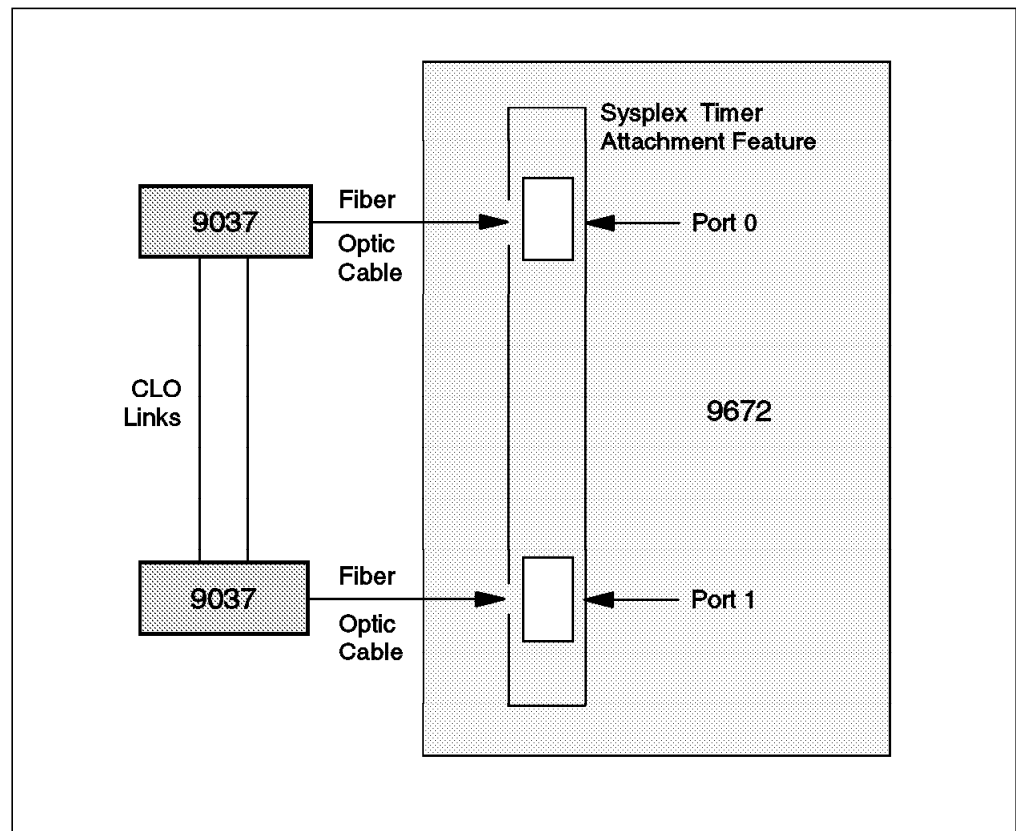 Sysplex Timer
Attachment Feature
9037
Fiber
Optic
Cable
Port 0
CLO
Links
9672
9037
Fiber
Optic
Cable
Port 1